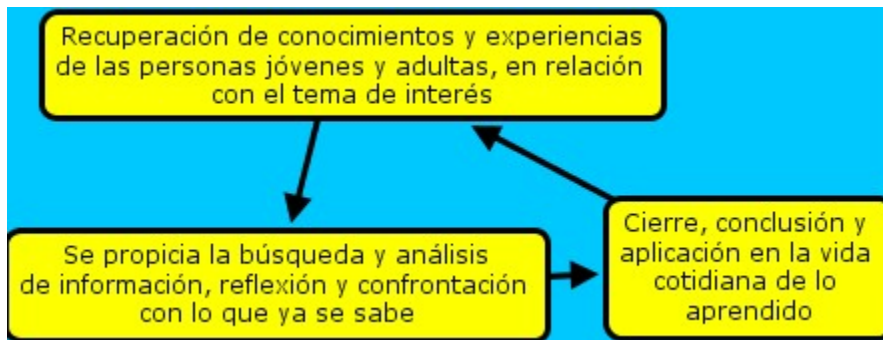 Recuperación de conocimientos y experiencias
de las personas jóvenes y adultas, en relación
con el tema de interés
Se propicia la búsqueda y análisis
de información, reflexión y confrontación
con lo que ya se sabe
Cierre, conclusión y
aplicación en la vida
cotidiana de lo
aprendido